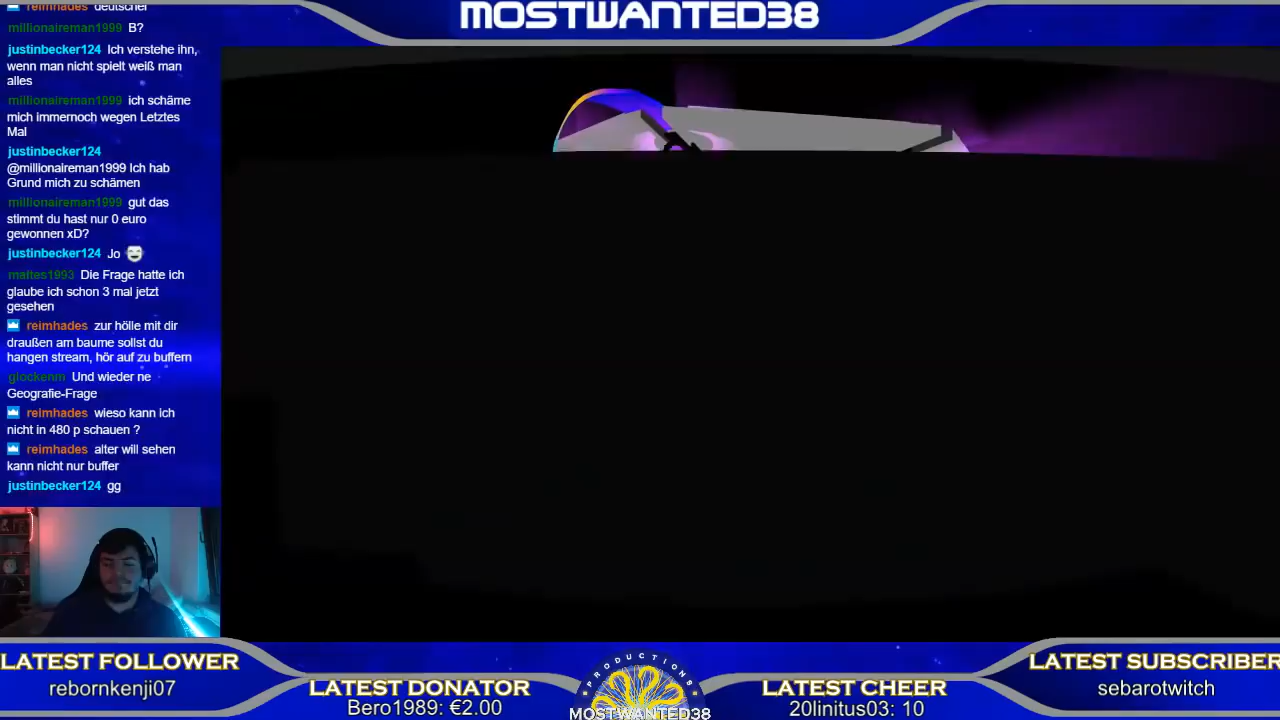 MOSTWANTED38
reimhades deutscher
millionaireman1999 B?
justinbecker124 Ich verstehe ihn,
wenn man nicht spielt weiß man
alles
millionaireman1999 ich schäme
mich immernoch wegen Letztes
Mal
justinbecker124
@millionaireman1999 Ich hab
Grund mich zu schämen
millionaireman1999 gut das
stimmt du hast nur 0 euro
gewonnen xD?
justinbecker124 Jo
maltes1993 Die Frage hatte ich
glaube ich schon 3 mal jetzt
gesehen
reimhades zur hölle mit dir
draußen am baume sollst du
hangen stream, hör auf zu buffern
glockenm Und wieder ne
Geografie-Frage
reimhades wieso kann ich
nicht in 480 p schauen ?
reimhades alter will sehen
kann nicht nur buffer
justinbecker124 gg
LATEST FOLLOWER
rebornkenji07
LATEST DONATOR
Bero1989: €2.00
PRODUCTIONS
MOSTWANTED38
LATEST CHEER
20linitus03: 10
LATEST SUBSCRIBER
sebarotwitch